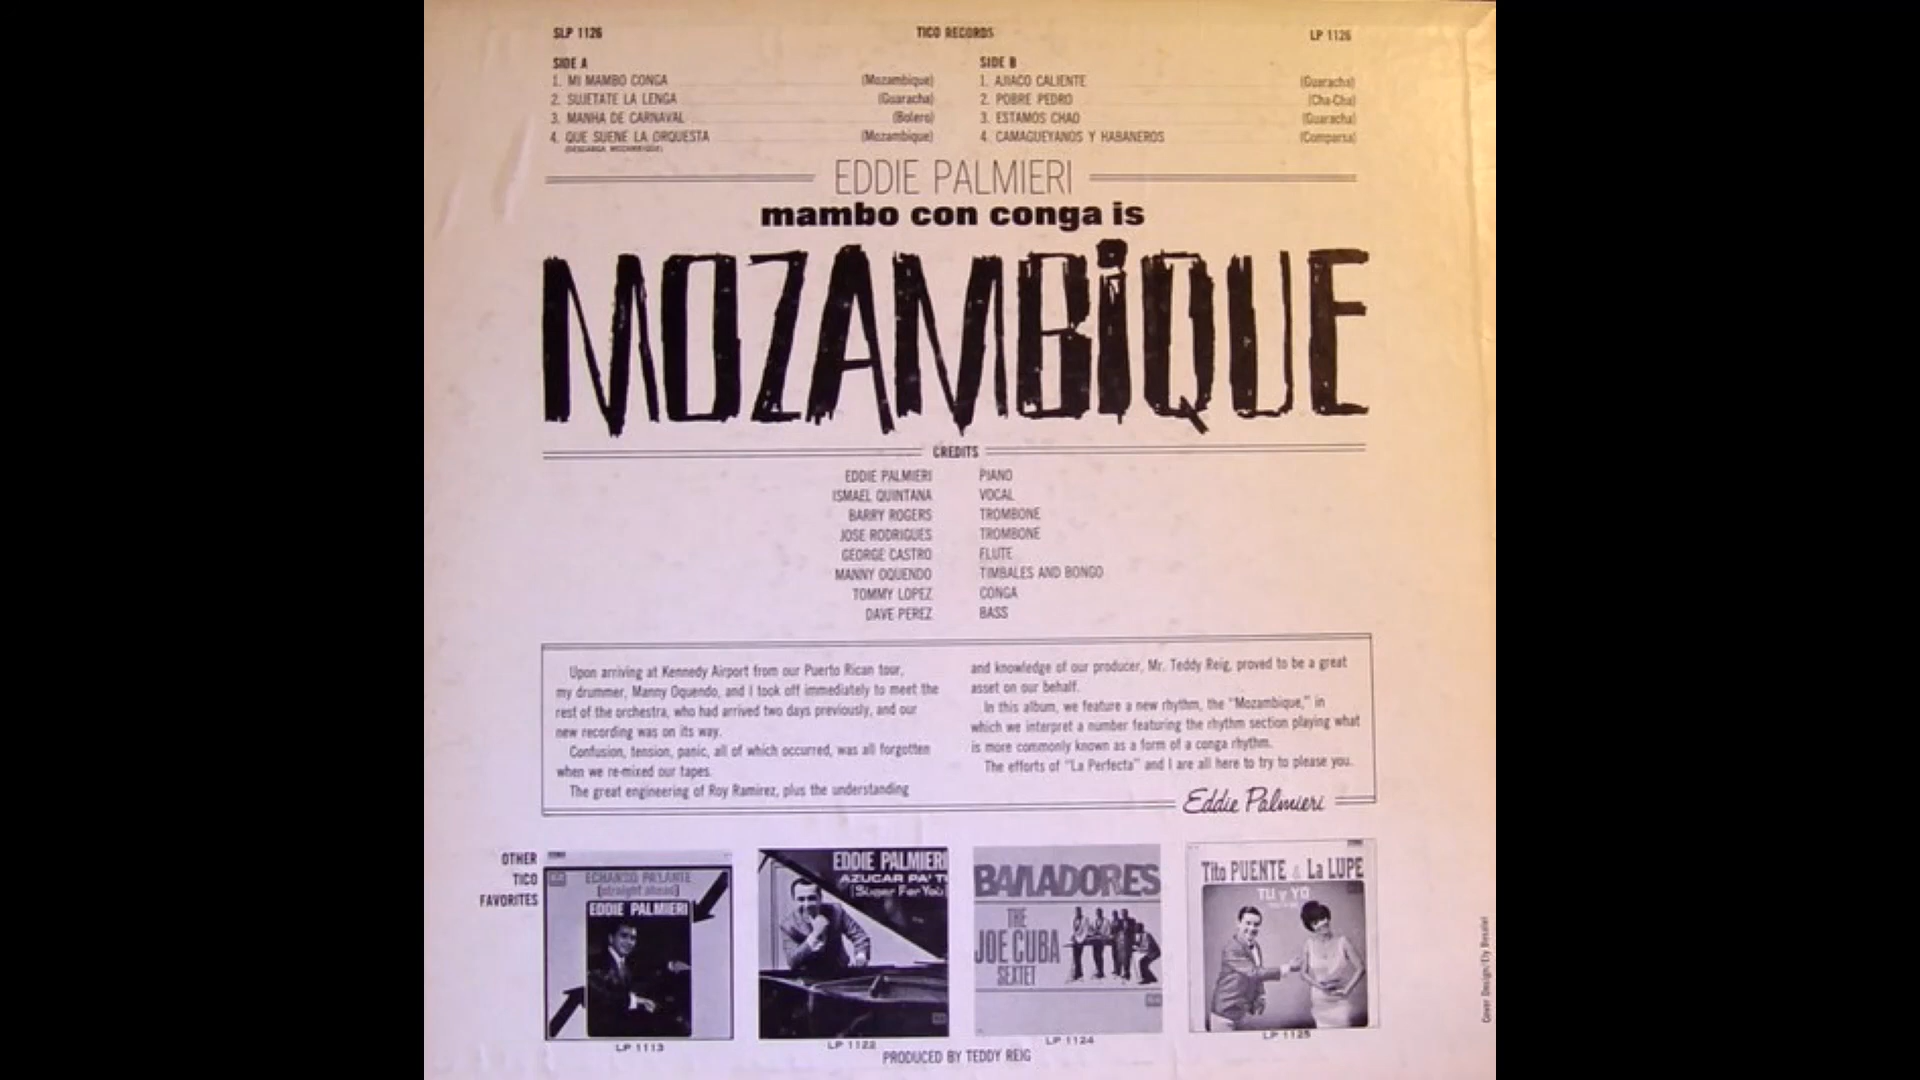 SLP 1126 TICO RECORDS LP 1126
SIDE A
1. MI MAMBO CONGA (Mozambique)
2. SUJETATE LA LENGA (Guaracha)
3. MANHA DE CARNAVAL (Bolero)
4. QUE SUENE LA ORQUESTA (Mozambique)
(DESCARGA MOZAMBIQUE)
SIDE B
1. AJIACO CALIENTE (Guaracha)
2. POBRE PEDRO (Cha-Cha)
3. ESTAMOS CHAO (Guaracha)
4. CAMAGUEYANOS Y HABANEROS (Comparsa)
EDDIE PALMIERI
mambo con conga is
MOZAMBiQUE
CREDITS
EDDIE PALMIERI PIANO
ISMAEL QUINTANA VOCAL
BARRY ROGERS TROMBONE
JOSE RODRIGUES TROMBONE
GEORGE CASTRO FLUTE
MANNY OQUENDO TIMBALES AND BONGO
TOMMY LOPEZ CONGA
DAVE PEREZ BASS
Upon arriving at Kennedy Airport from our Puerto Rican tour,
my drummer, Manny Oquendo, and I took off immediately to meet the
rest of the orchestra, who had arrived two days previously, and our
new recording was on its way.
Confusion, tension, panic, all of which occurred, was all forgotten
when we re-mixed our tapes.
The great engineering of Roy Ramirez, plus the understanding
and knowledge of our producer, Mr. Teddy Reig, proved to be a great
asset on our behalf.
In this album, we feature a new rhythm, the "Mozambique," in
which we interpret a number featuring the rhythm section playing what
is more commonly known as a form of a conga rhythm.
The efforts of "La Perfecta" and I are all here to try to please you.
Eddie Palmieri
OTHER
TICO
FAVORITES
ECHANDO PA'LANTE
(straight ahead)
EDDIE PALMIERI
LP 1113
EDDIE PALMIERI
AZUCAR PA' TI
(Sugar For You)
LP 1122
BAILADORES
THE
JOE CUBA
SEXTET
LP 1124
Tito PUENTE & La LUPE
TU y YO
LP 1125
PRODUCED BY TEDDY REIG
Cover Design/Ely Besalel